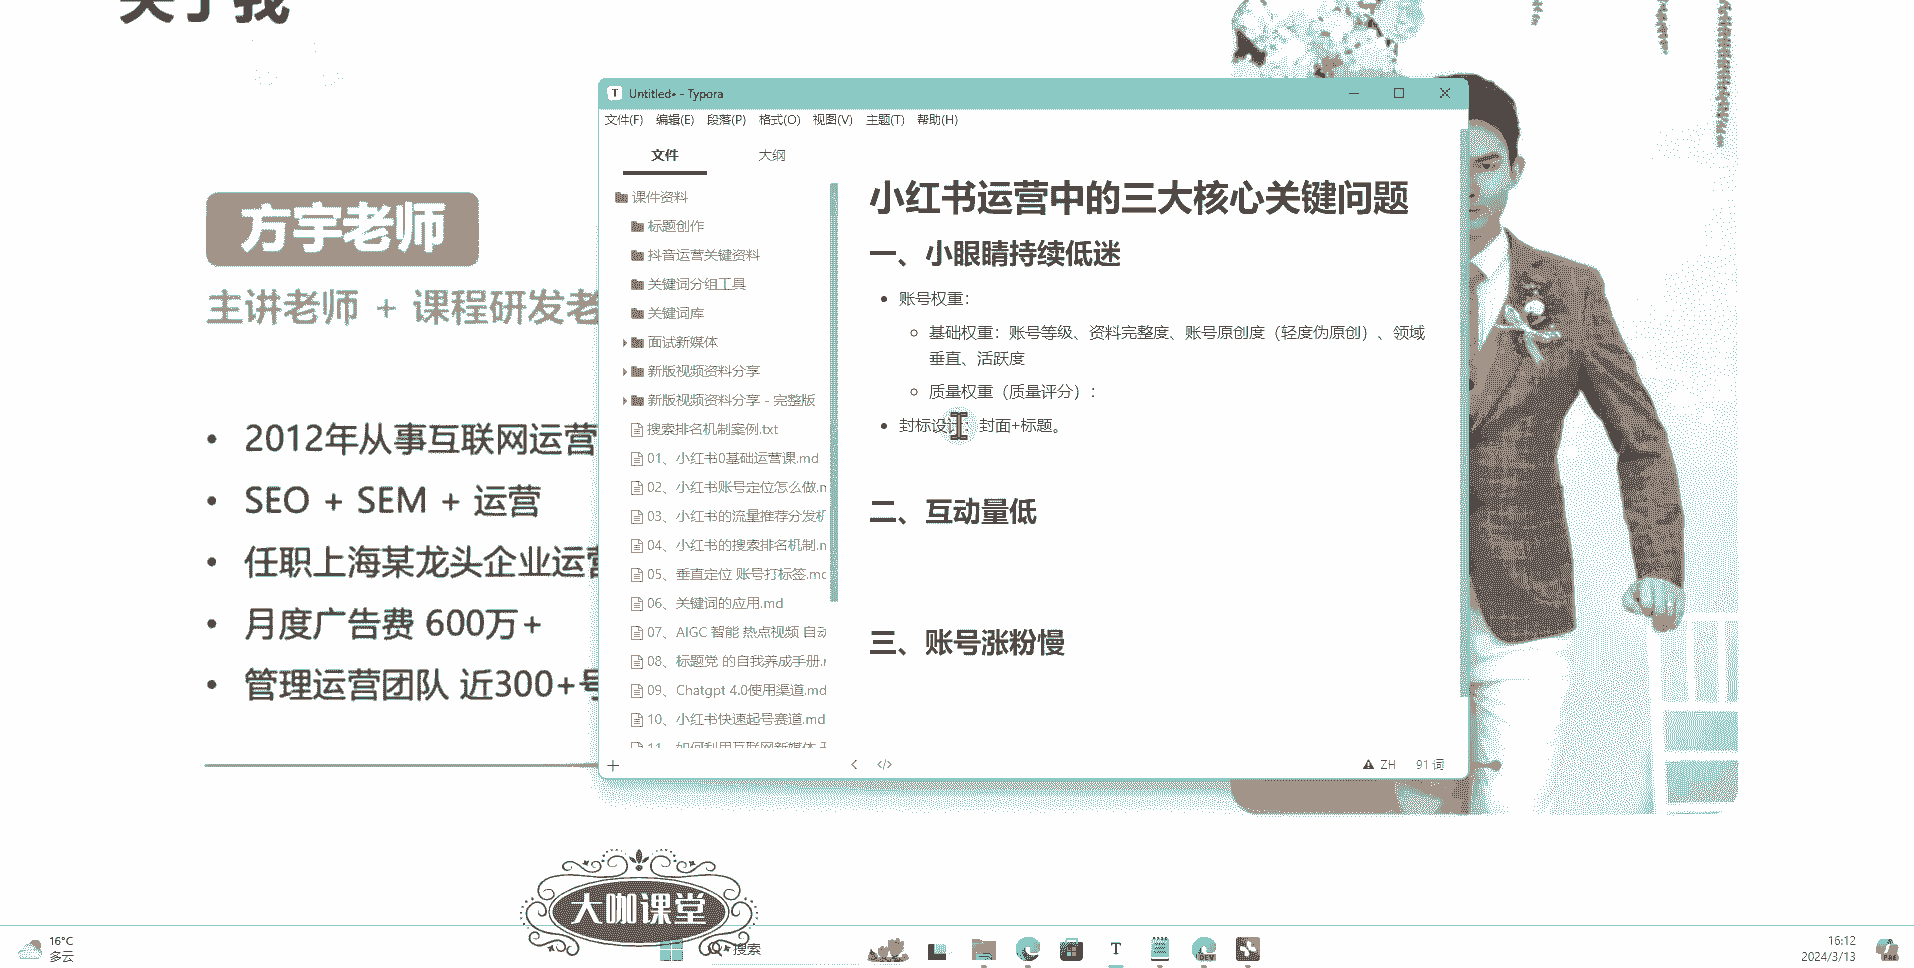 关于我
方宇老师
主讲老师 + 课程研发老
• 2012年从事互联网运营
• SEO + SEM + 运营
• 任职上海某龙头企业运营
• 月度广告费 600万+
• 管理运营团队 近300+号
Untitled• - Typora
文件(F) 编辑(E) 段落(P) 格式(O) 视图(V) 主题(T) 帮助(H)
文件 大纲
课件资料
标题创作
抖音运营关键资料
关键词分组工具
关键词库
面试新媒体
新版视频资料分享
新版视频资料分享 - 完整版
搜索排名机制案例.txt
01、小红书0基础运营课.md
02、小红书账号定位怎么做.m
03、小红书的流量推荐分发机
04、小红书的搜索排名机制.m
05、垂直定位 账号打标签.md
06、关键词的应用.md
07、AIGC 智能 热点视频 自动
08、标题党 的自我养成手册.m
09、Chatgpt 4.0使用渠道.md
10、小红书快速起号赛道.md
11、如何利用互联网新媒体
小红书运营中的三大核心关键问题
一、小眼睛持续低迷
• 账号权重：
基础权重：账号等级、资料完整度、账号原创度（轻度伪原创）、领域
垂直、活跃度
质量权重（质量评分）：
• 封标设计：封面+标题。
二、互动量低
三、账号涨粉慢
ZH 91 词
大咖课堂
16°C
多云
搜索
T
DEV
16:12
2024/3/13